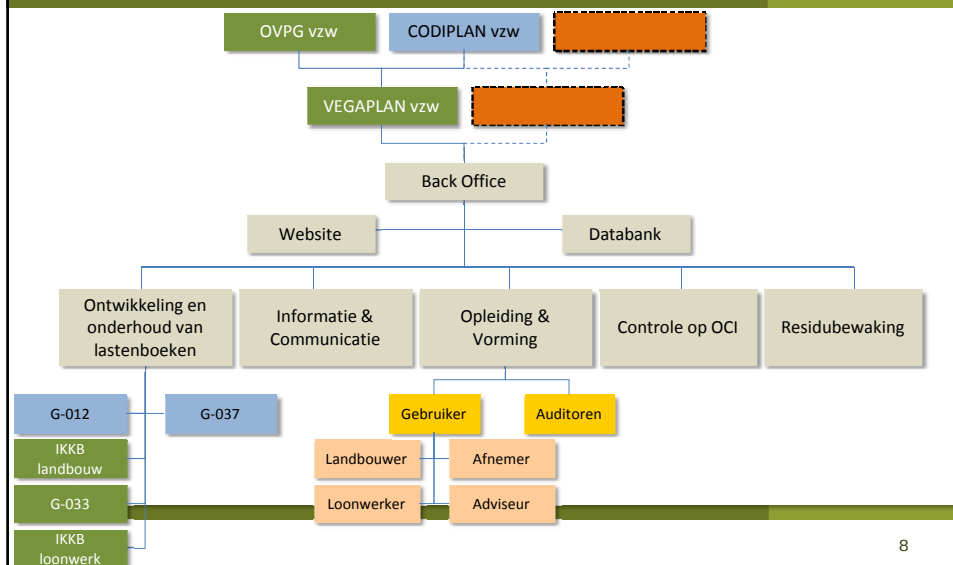 OVPG vzw
CODIPLAN vzw
VEGAPLAN vzw
Back Office
Website
Databank
Ontwikkeling en
onderhoud van
lastenboeken
Informatie &
Communicatie
Opleiding &
Vorming
Controle op OCI
Residubewaking
G-012
G-037
Gebruiker
Auditoren
IKKB
landbouw
Landbouwer
Afnemer
G-033
Loonwerker
Adviseur
IKKB
loonwerk
8